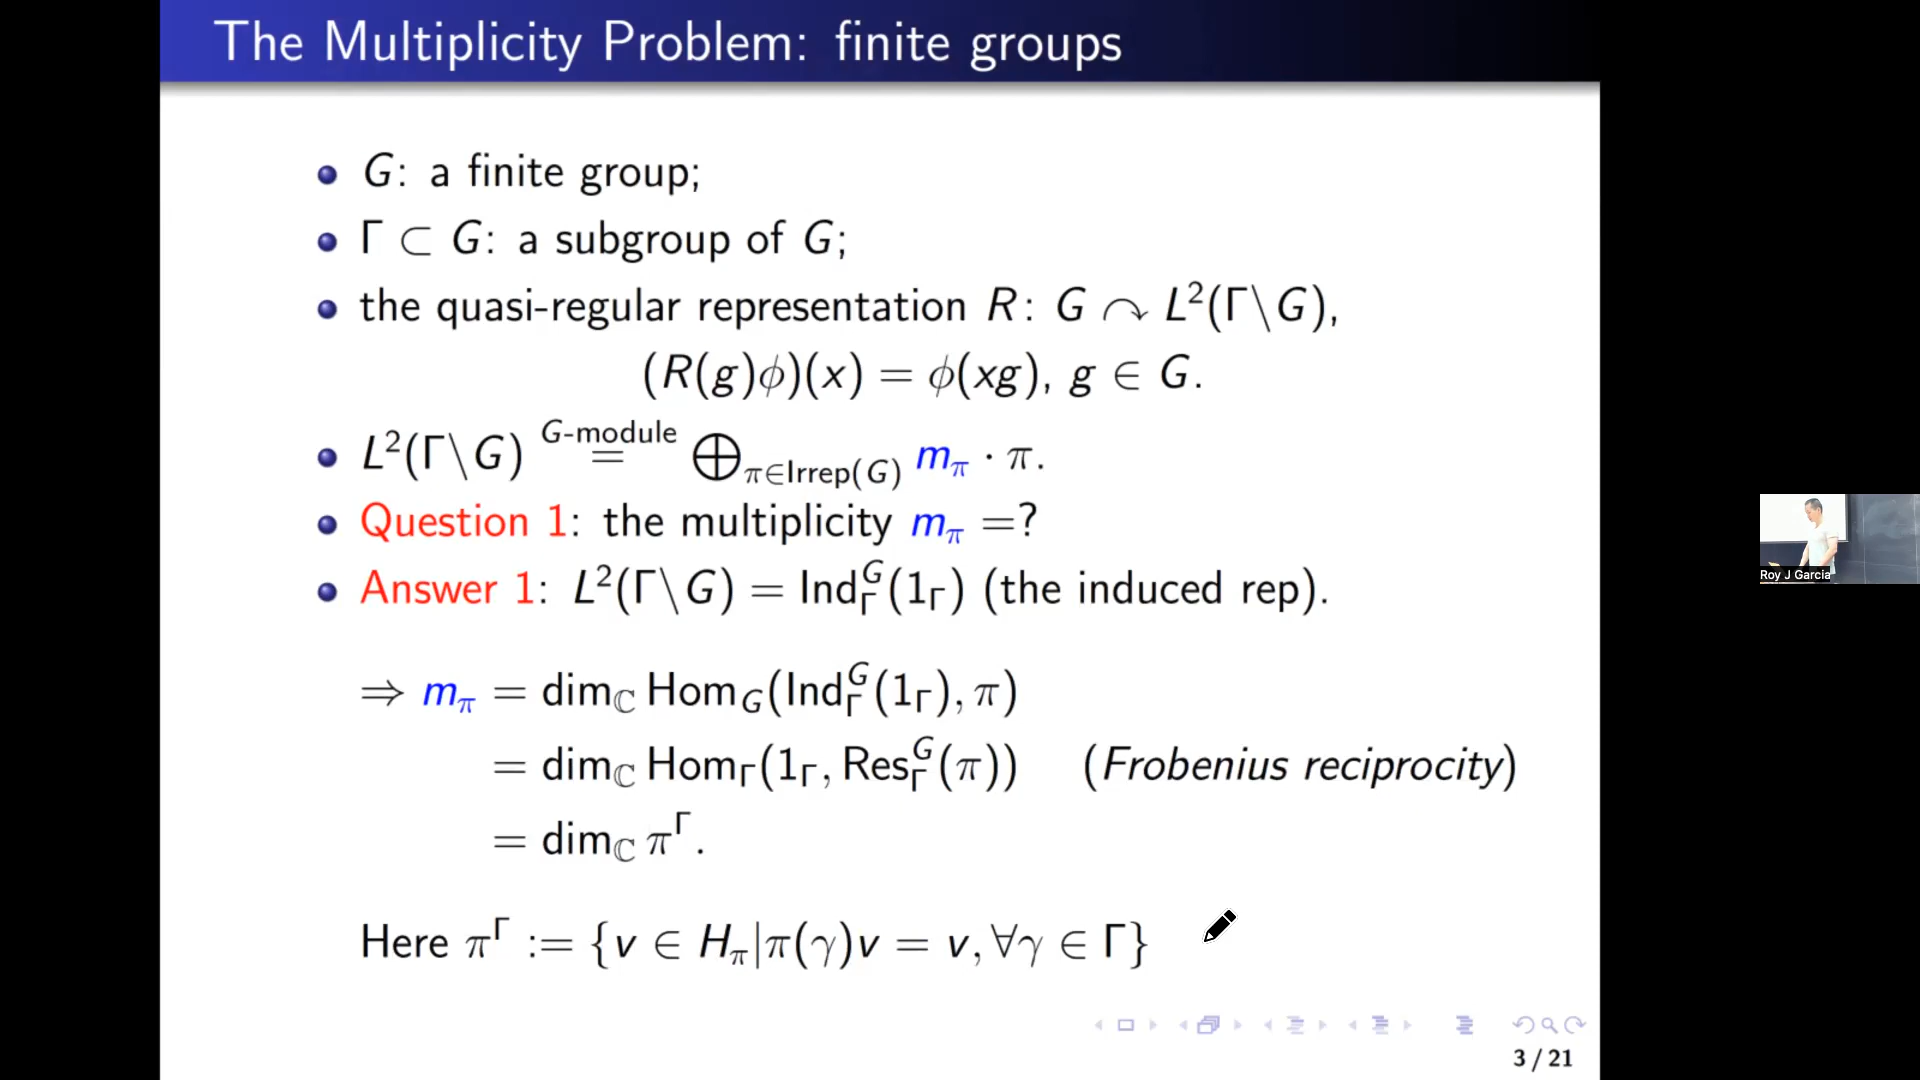 The Multiplicity Problem: finite groups
G: a finite group;
Γ ⊂ G: a subgroup of G;
the quasi-regular representation R: G ↷ L²(Γ\G),
(R(g)ϕ)(x) = ϕ(xg), g ∈ G.
L²(Γ\G) =^{G-module} ⊕_{π∈Irrep(G)} m_π · π.
Question 1: the multiplicity m_π =?
Answer 1: L²(Γ\G) = Ind_Γ^G(1_Γ) (the induced rep).
⇒ m_π = dim_ℂ Hom_G(Ind_Γ^G(1_Γ), π)
= dim_ℂ Hom_Γ(1_Γ, Res_Γ^G(π)) (Frobenius reciprocity)
= dim_ℂ π^Γ.
Here π^Γ := {v ∈ H_π|π(γ)v = v, ∀γ ∈ Γ}
Roy J Garcia
3 / 21